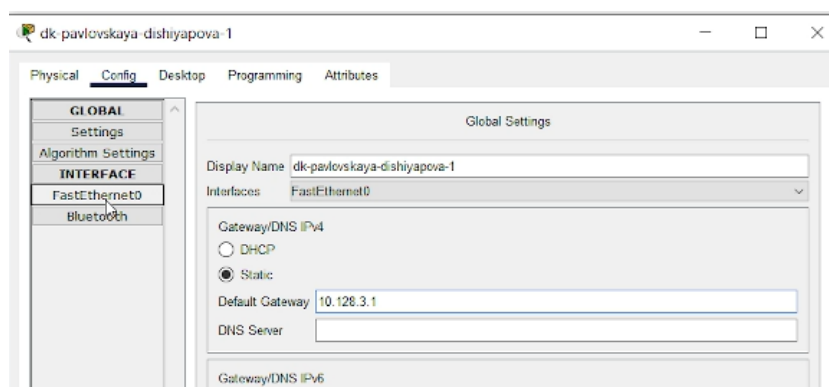 dk-pavlovskaya-dishiyapova-1
Physical Config Desktop Programming Attributes
GLOBAL
Settings
Algorithm Settings
INTERFACE
FastEthernet0
Bluetooth
Global Settings
Display Name dk-pavlovskaya-dishiyapova-1
Interfaces FastEthernet0
Gateway/DNS IPv4
DHCP
Static
Default Gateway 10.128.3.1
DNS Server
Gateway/DNS IPv6